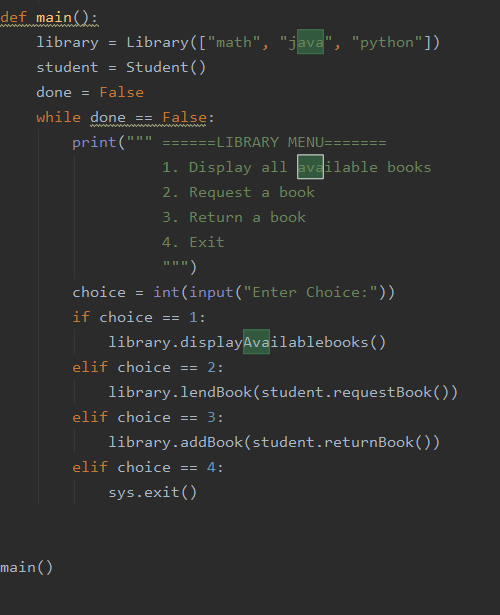 def main():
    library = Library(["math", "java", "python"])
    student = Student()
    done = False
    while done == False:
        print(""" ======LIBRARY MENU=======
                  1. Display all available books
                  2. Request a book
                  3. Return a book
                  4. Exit
                  """)
        choice = int(input("Enter Choice:"))
        if choice == 1:
            library.displayAvailablebooks()
        elif choice == 2:
            library.lendBook(student.requestBook())
        elif choice == 3:
            library.addBook(student.returnBook())
        elif choice == 4:
            sys.exit()
main()